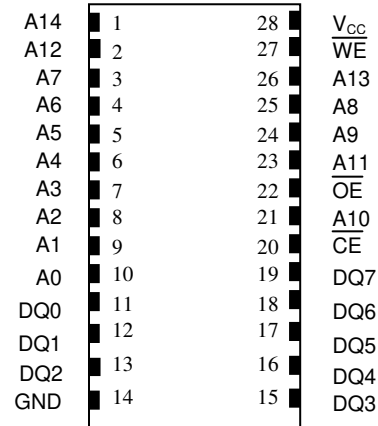 A14 1 28 VCC
A12 2 27 WE
A7 3 26 A13
A6 4 25 A8
A5 5 24 A9
A4 6 23 A11
A3 7 22 OE
A2 8 21 A10
A1 9 20 CE
A0 10 19 DQ7
DQ0 11 18 DQ6
DQ1 12 17 DQ5
DQ2 13 16 DQ4
GND 14 15 DQ3